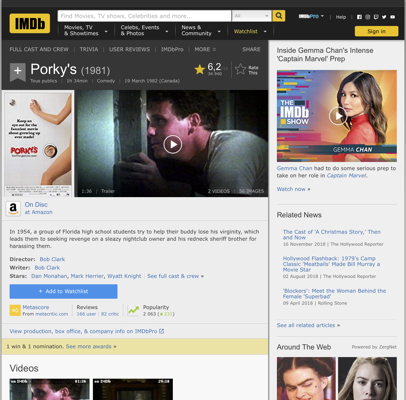 IMDb
Find Movies, TV shows, Celebrities and more...
All
IMDbPro
Help
Movies, TV
& Showtimes
Celebs, Events
& Photos
News &
Community
Watchlist
Sign in
FULL CAST AND CREW
TRIVIA
USER REVIEWS
IMDbPro
MORE
SHARE
Porky's (1981)
6,2
Rate
This
Tous publics
1h 34min
Comedy
19 March 1982 (Canada)
Keep an
eye out for the
funniest movie
about growing up
ever made!
PORKY'S
1:36
Trailer
2 VIDEOS
36 IMAGES
On Disc
at Amazon
In 1954, a group of Florida high school students try to help their buddy lose his virginity, which
leads them to seeking revenge on a sleazy nightclub owner and his redneck sheriff brother for
harassing them.
Director: Bob Clark
Writer: Bob Clark
Stars: Dan Monahan, Mark Herrier, Wyatt Knight
See full cast & crew »
+ Add to Watchlist
Metascore
From metacritic.com
Reviews
166 user
82 critic
Popularity
2 063
View production, box office, & company info on IMDbPro
1 win & 1 nomination. See more awards »
Videos
Inside Gemma Chan's Intense
'Captain Marvel' Prep
THE
IMDb
SHOW
GEMMA CHAN
Gemma Chan had to do some serious prep to
take on her role in Captain Marvel.
Watch now »
Related News
The Cast of 'A Christmas Story,' Then
and Now
16 November 2018 | The Hollywood Reporter
Hollywood Flashback: 1979's Camp
Classic 'Meatballs' Made Bill Murray a
Movie Star
02 August 2018 | The Hollywood Reporter
'Blockers': Meet the Woman Behind the
Female 'Superbad'
09 April 2018 | Rolling Stone
See all related articles »
Around The Web
Powered by ZergNet